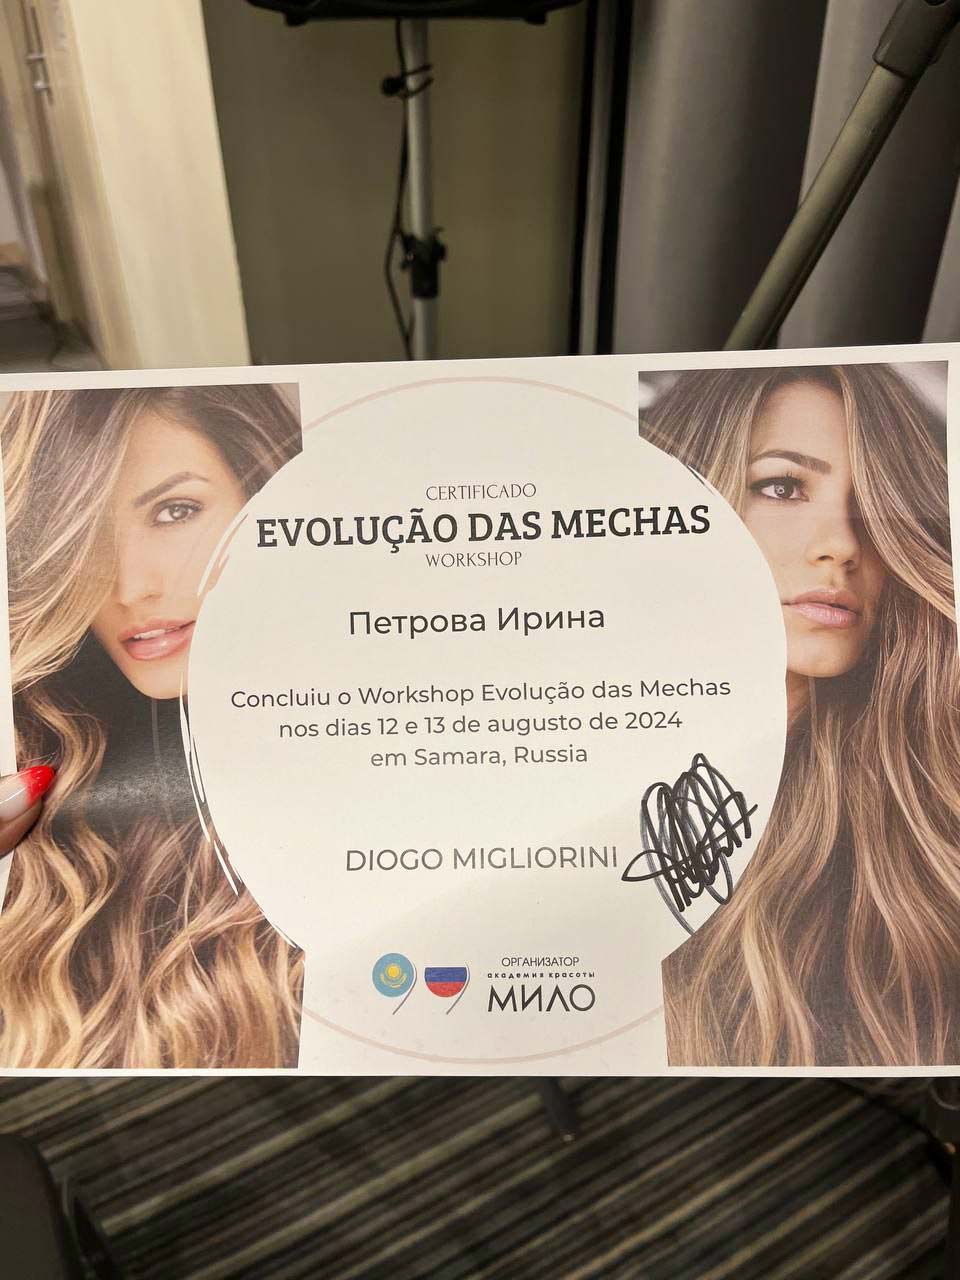 CERTIFICADO
EVOLUÇÃO DAS MECHAS
WORKSHOP
Петрова Ирина
Concluiu o Workshop Evolução das Mechas
nos dias 12 e 13 de augusto de 2024
em Samara, Russia
DIOGO MIGLIORINI
ОРГАНИЗАТОР
академия красоты
МИЛО